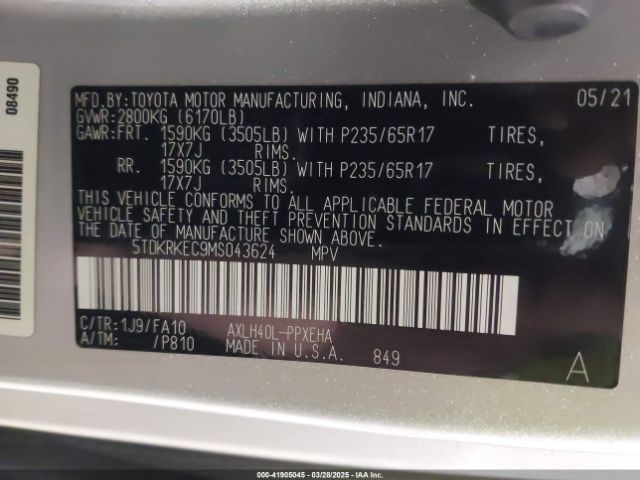 08490
MFD.BY:TOYOTA MOTOR MANUFACTURING, INDIANA, INC. 05/21
GVWR:2800KG (6170LB)
GAWR:FRT. 1590KG (3505LB) WITH P235/65R17 TIRES,
17X7J RIMS.
RR. 1590KG (3505LB) WITH P235/65R17 TIRES,
17X7J RIMS.
THIS VEHICLE CONFORMS TO ALL APPLICABLE FEDERAL MOTOR
VEHICLE SAFETY AND THEFT PREVENTION STANDARDS IN EFFECT ON
THE DATE OF MANUFACTURE SHOWN ABOVE.
5TDKRKEC9MS043624 MPV
C/TR:1J9/FA10 AXLH40L-PPXEHA
A/TM: /P810 MADE IN U.S.A. 849
A
000-41905045 | 03/28/2025 | IAA Inc.